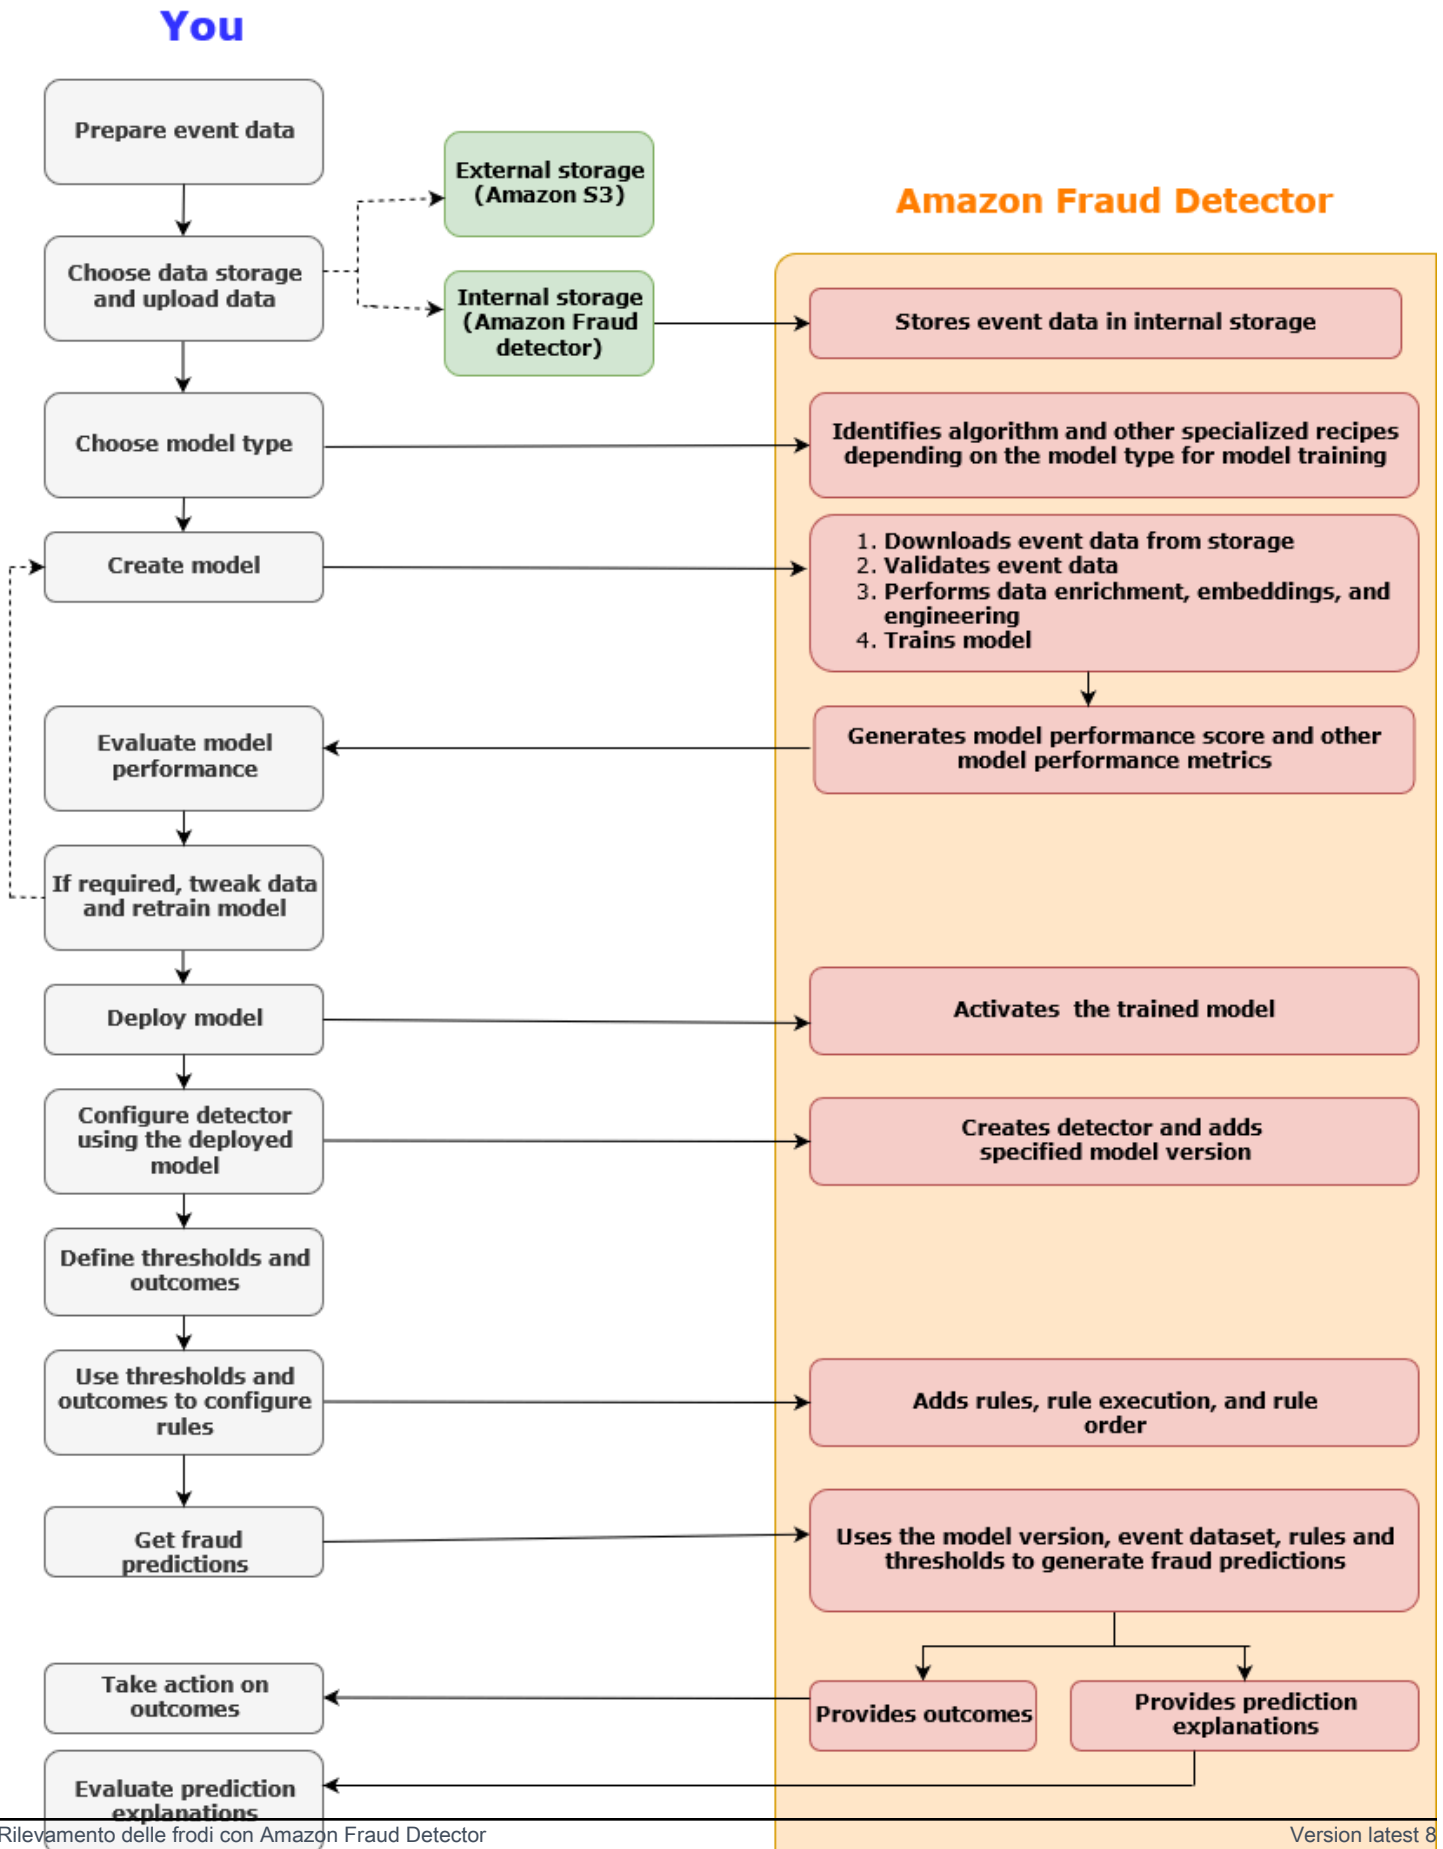 You
Prepare event data
External storage
(Amazon S3)
Amazon Fraud Detector
Choose data storage
and upload data
Internal storage
(Amazon Fraud
detector)
Stores event data in internal storage
Choose model type
Identifies algorithm and other specialized recipes
depending on the model type for model training
Create model
1. Downloads event data from storage
2. Validates event data
3. Performs data enrichment, embeddings, and
engineering
4. Trains model
Evaluate model
performance
Generates model performance score and other
model performance metrics
If required, tweak data
and retrain model
Deploy model
Activates the trained model
Configure detector
using the deployed
model
Creates detector and adds
specified model version
Define thresholds and
outcomes
Use thresholds and
outcomes to configure
rules
Adds rules, rule execution, and rule
order
Get fraud
predictions
Uses the model version, event dataset, rules and
thresholds to generate fraud predictions
Take action on
outcomes
Provides outcomes
Provides prediction
explanations
Evaluate prediction
explanations
Rilevamento delle frodi con Amazon Fraud Detector
Version latest 8